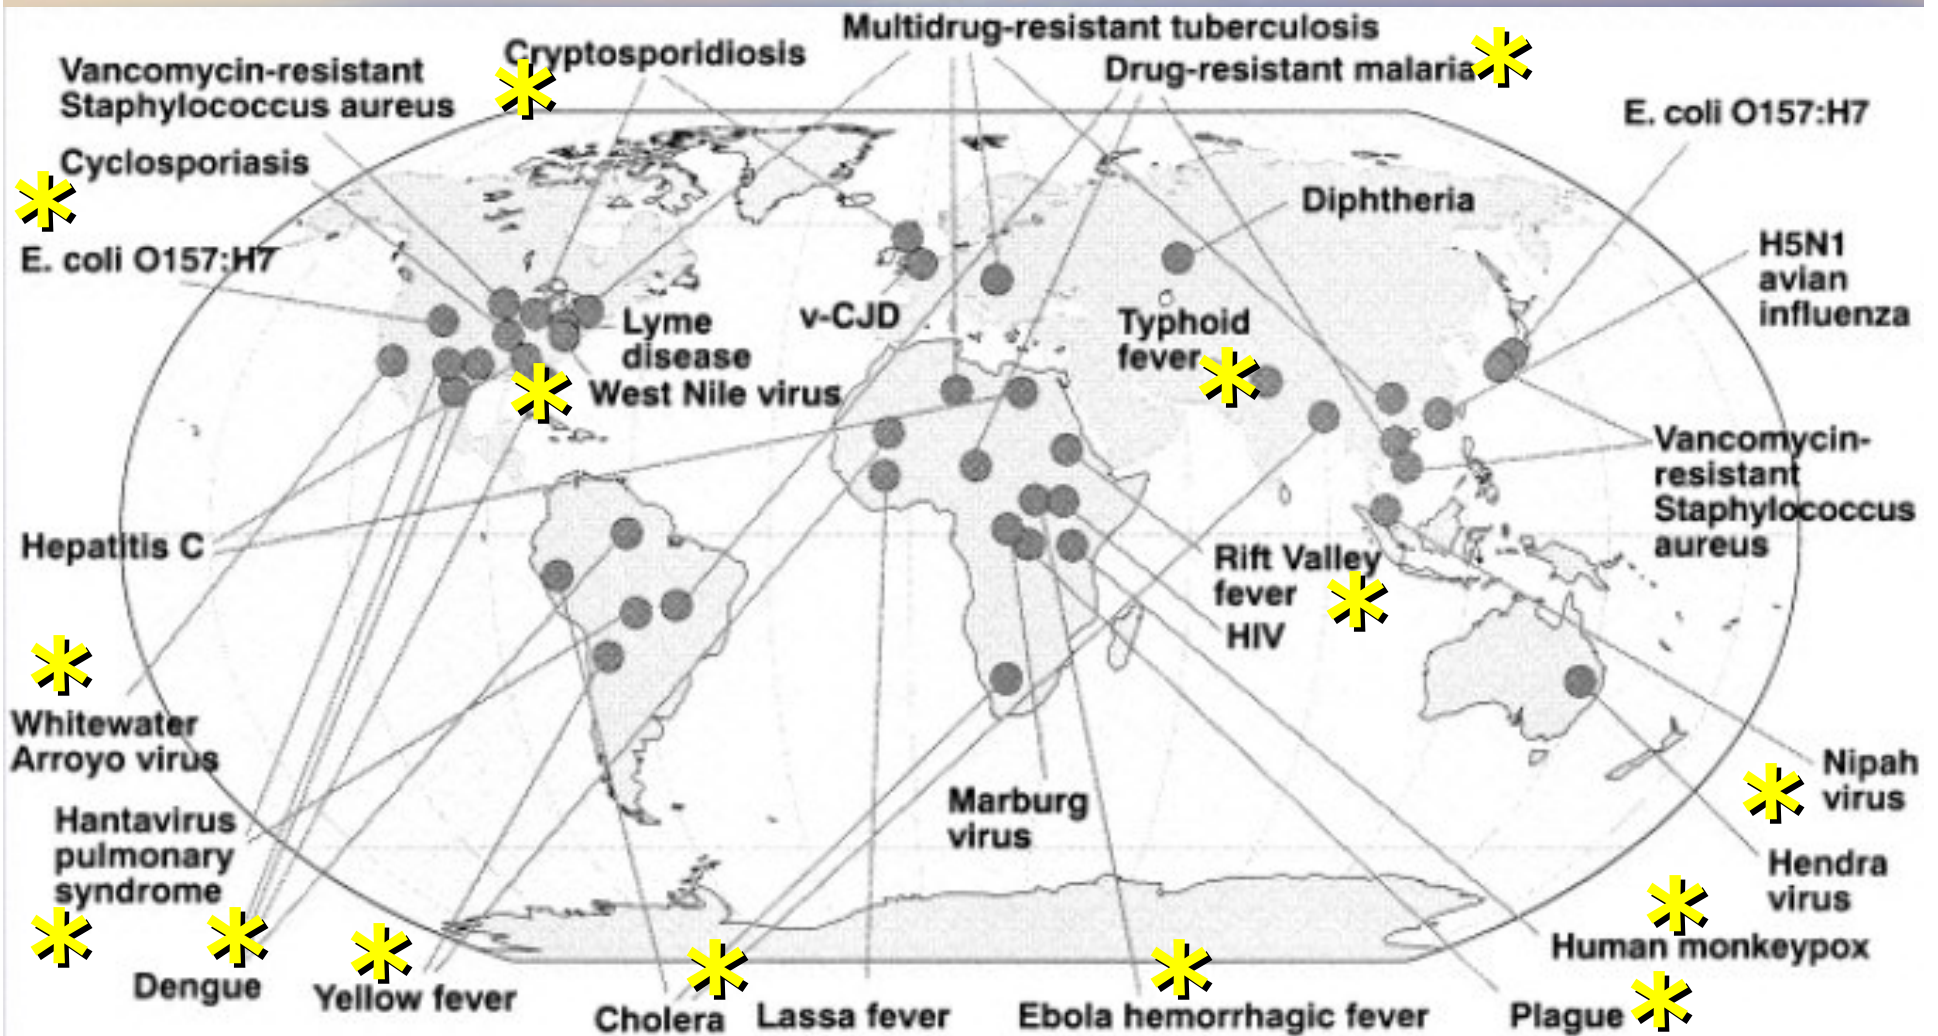 Multidrug-resistant tuberculosis
Cryptosporidiosis
Drug-resistant malaria
Vancomycin-resistant
Staphylococcus aureus
E. coli O157:H7
Cyclosporiasis
Diphtheria
E. coli O157:H7
H5N1
avian
influenza
v-CJD
Lyme
disease
Typhoid
fever
West Nile virus
Vancomycin-
resistant
Staphylococcus
aureus
Hepatitis C
Rift Valley
fever
HIV
Whitewater
Arroyo virus
Nipah
virus
Marburg
virus
Hantavirus
pulmonary
syndrome
Hendra
virus
Human monkeypox
Dengue
Yellow fever
Cholera
Lassa fever
Ebola hemorrhagic fever
Plague